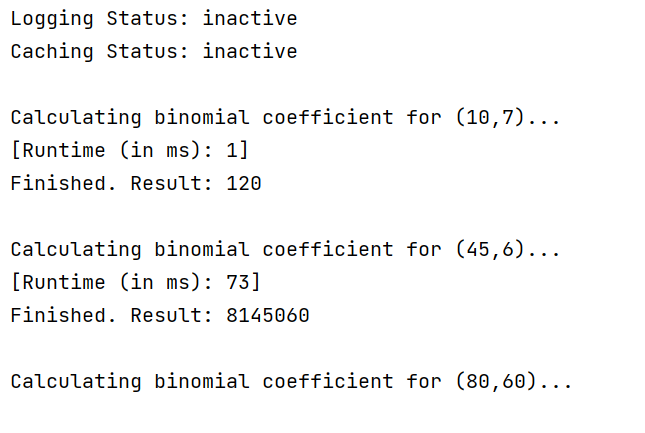 Logging Status: inactive
Caching Status: inactive
Calculating binomial coefficient for (10,7)...
[Runtime (in ms): 1]
Finished. Result: 120
Calculating binomial coefficient for (45,6)...
[Runtime (in ms): 73]
Finished. Result: 8145060
Calculating binomial coefficient for (80,60)...